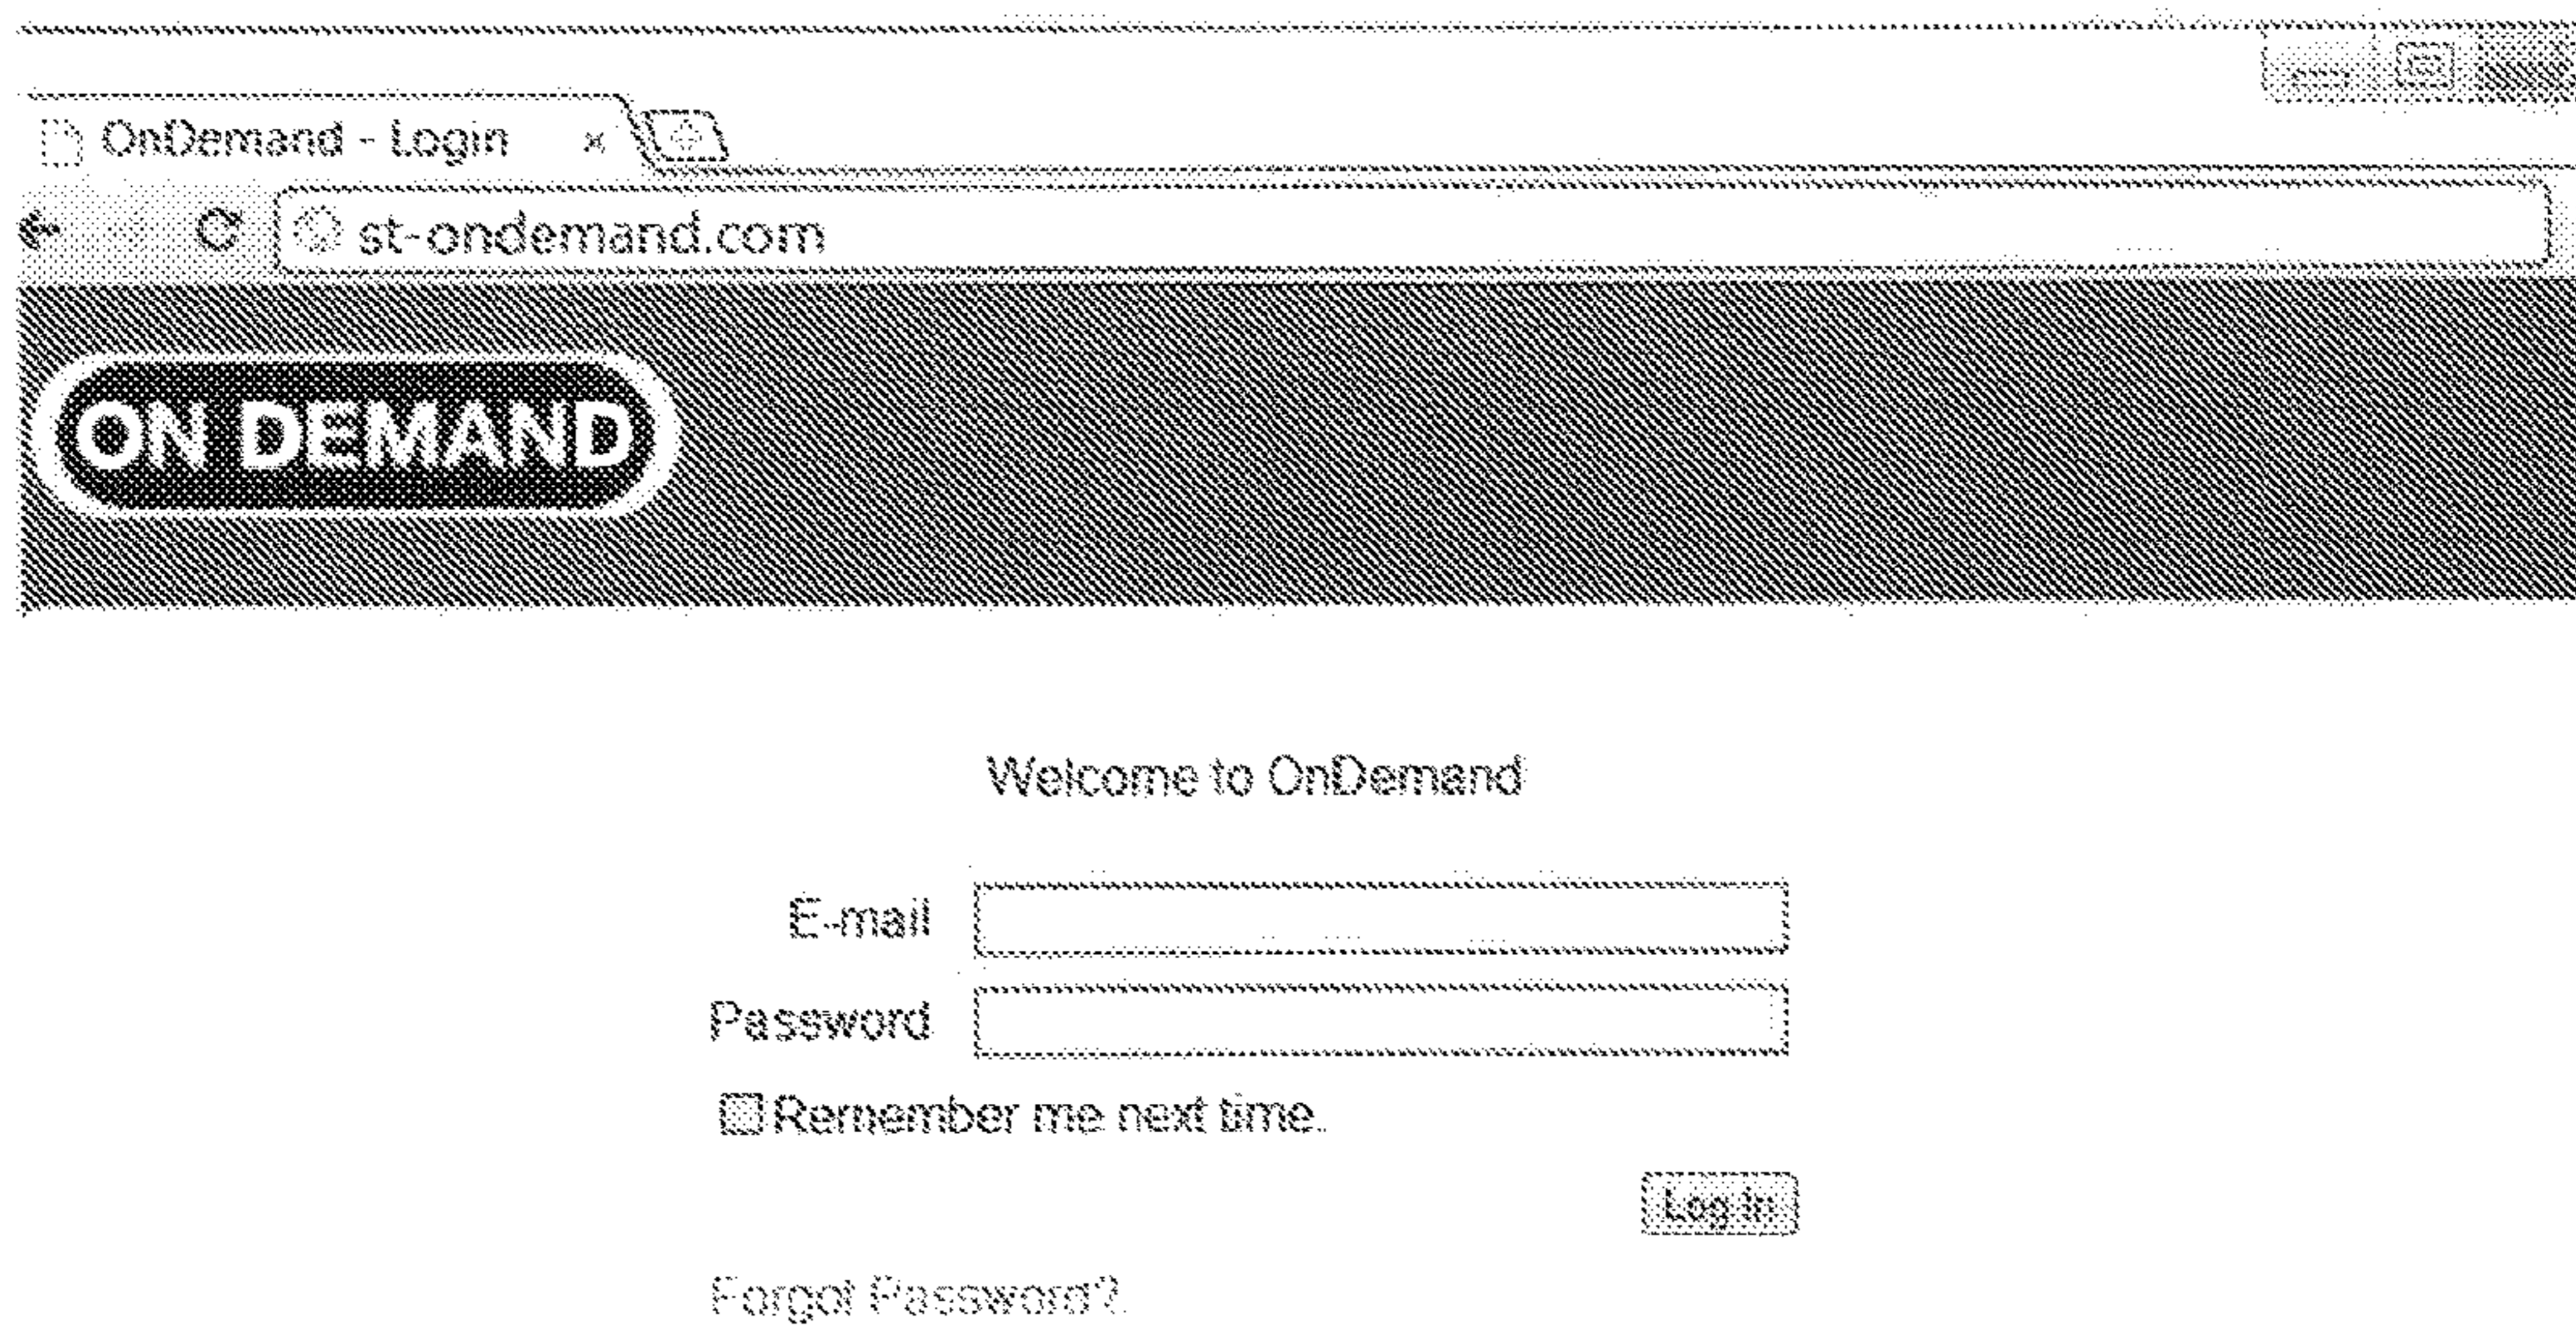 OnDemand - Login
st-ondemand.com
ON DEMAND
Welcome to OnDemand
E-mail
Password
Remember me next time.
Log In
Forgot Password?